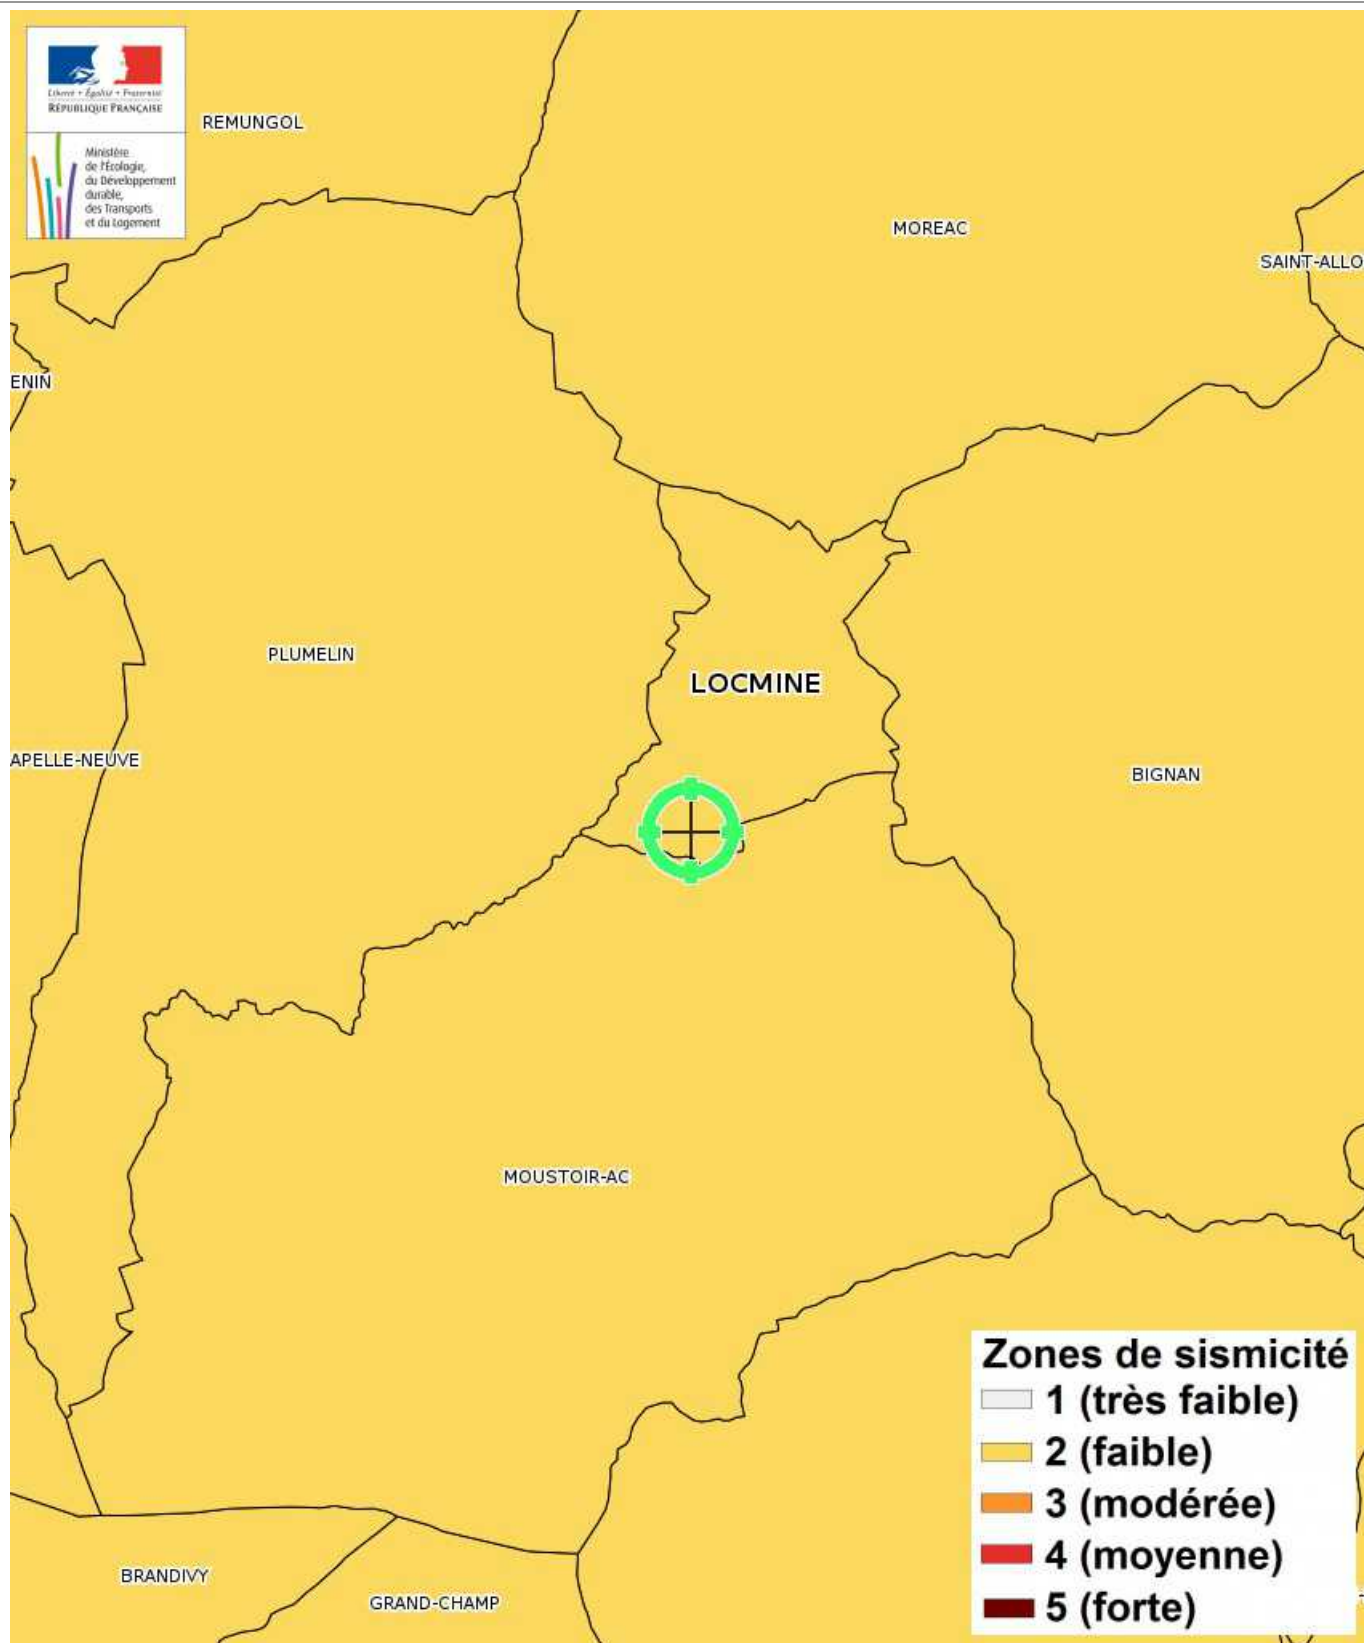 Liberté • Égalité • Fraternité
RÉPUBLIQUE FRANÇAISE
Ministère
de l'Écologie,
du Développement
durable,
des Transports
et du Logement
REMUNGOL
MOREAC
SAINT-ALLO
ENIN
PLUMELIN
LOCMINE
APELLE-NEUVE
BIGNAN
MOUSTOIR-AC
BRANDIVY
GRAND-CHAMP
Zones de sismicité
1 (très faible)
2 (faible)
3 (modérée)
4 (moyenne)
5 (forte)